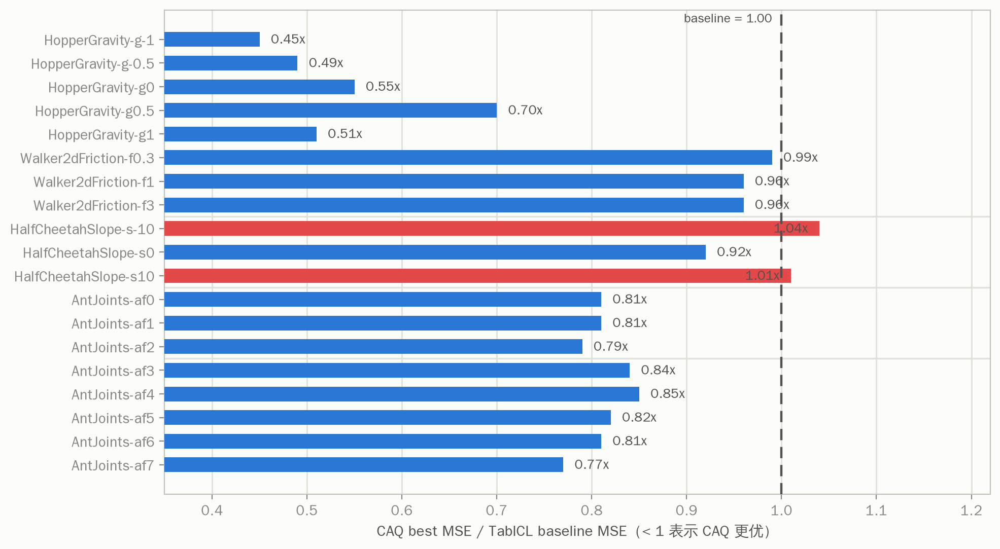 baseline = 1.00
HopperGravity-g-1 0.45x
HopperGravity-g-0.5 0.49x
HopperGravity-g0 0.55x
HopperGravity-g0.5 0.70x
HopperGravity-g1 0.51x
Walker2dFriction-f0.3 0.99x
Walker2dFriction-f1 0.96x
Walker2dFriction-f3 0.96x
HalfCheetahSlope-s-10 1.04x
HalfCheetahSlope-s0 0.92x
HalfCheetahSlope-s10 1.01x
AntJoints-af0 0.81x
AntJoints-af1 0.81x
AntJoints-af2 0.79x
AntJoints-af3 0.84x
AntJoints-af4 0.85x
AntJoints-af5 0.82x
AntJoints-af6 0.81x
AntJoints-af7 0.77x
0.4 0.5 0.6 0.7 0.8 0.9 1.0 1.1 1.2
CAQ best MSE / TabICL baseline MSE（< 1 表示 CAQ 更优）